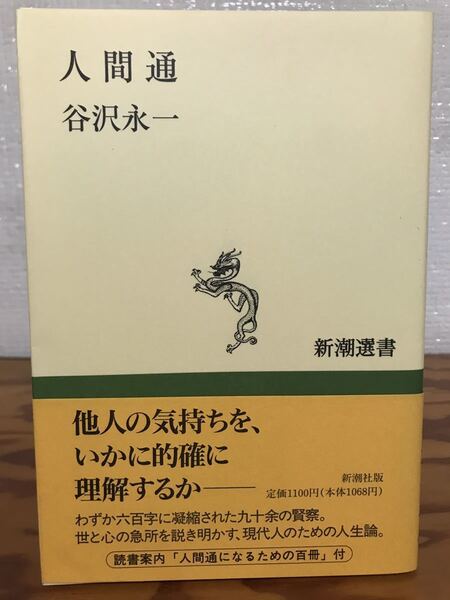 人間通
谷沢永一
新潮選書
他人の気持ちを、
いかに的確に
理解するか——
新潮社版
定価1100円(本体1068円)
わずか六百字に凝縮された九十余の賢察。
世と心の急所を説き明かす、現代人のための人生論。
読書案内「人間通になるための百冊」付